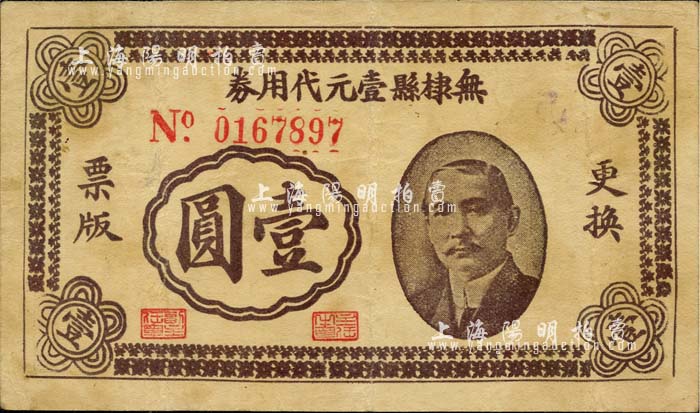 上海陽明拍賣
www.yangmingauction.com
無棣縣壹元代用券
No. 0167897
更換
票版
壹圓
壹
壹
壹
壹
上海陽明拍賣
www.yangmingauction.com
上海陽明拍賣
www.yangmingauction.com